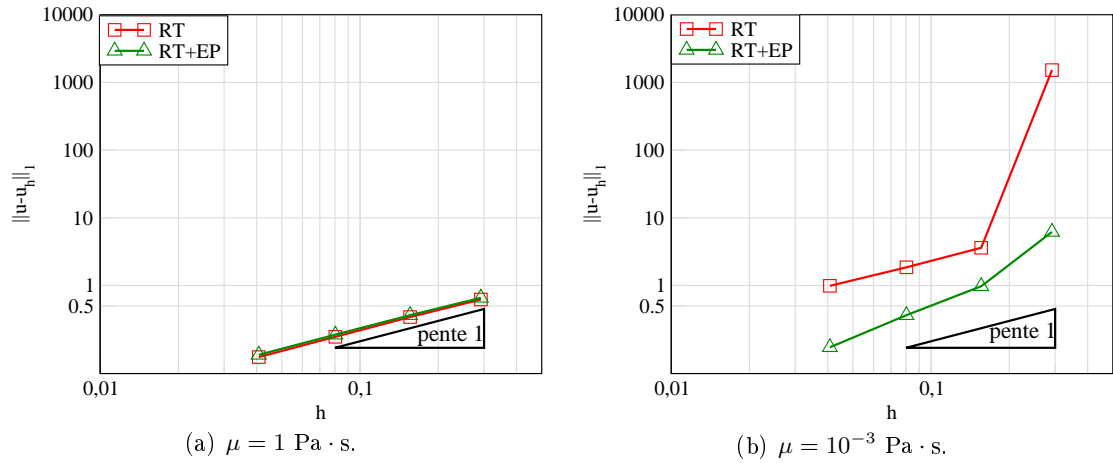 10000
RT
RT+EP
1000
100
10
1
0.5
||u-u_h||_1
pente 1
0,01
0,1
h
(a) μ = 1 Pa · s.
10000
RT
RT+EP
1000
100
10
1
0.5
||u-u_h||_1
pente 1
0,01
0,1
h
(b) μ = 10⁻³ Pa · s.